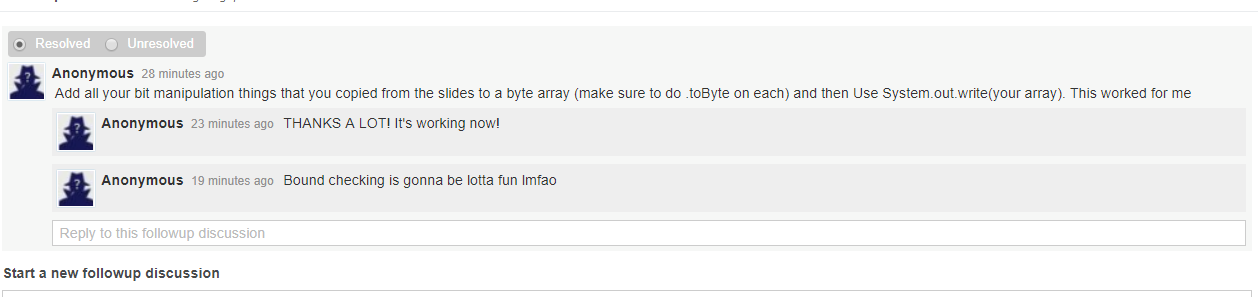 Resolved Unresolved
Anonymous 28 minutes ago
Add all your bit manipulation things that you copied from the slides to a byte array (make sure to do .toByte on each) and then Use System.out.write(your array). This worked for me
Anonymous 23 minutes ago THANKS A LOT! It's working now!
Anonymous 19 minutes ago Bound checking is gonna be lotta fun lmfao
Reply to this followup discussion
Start a new followup discussion